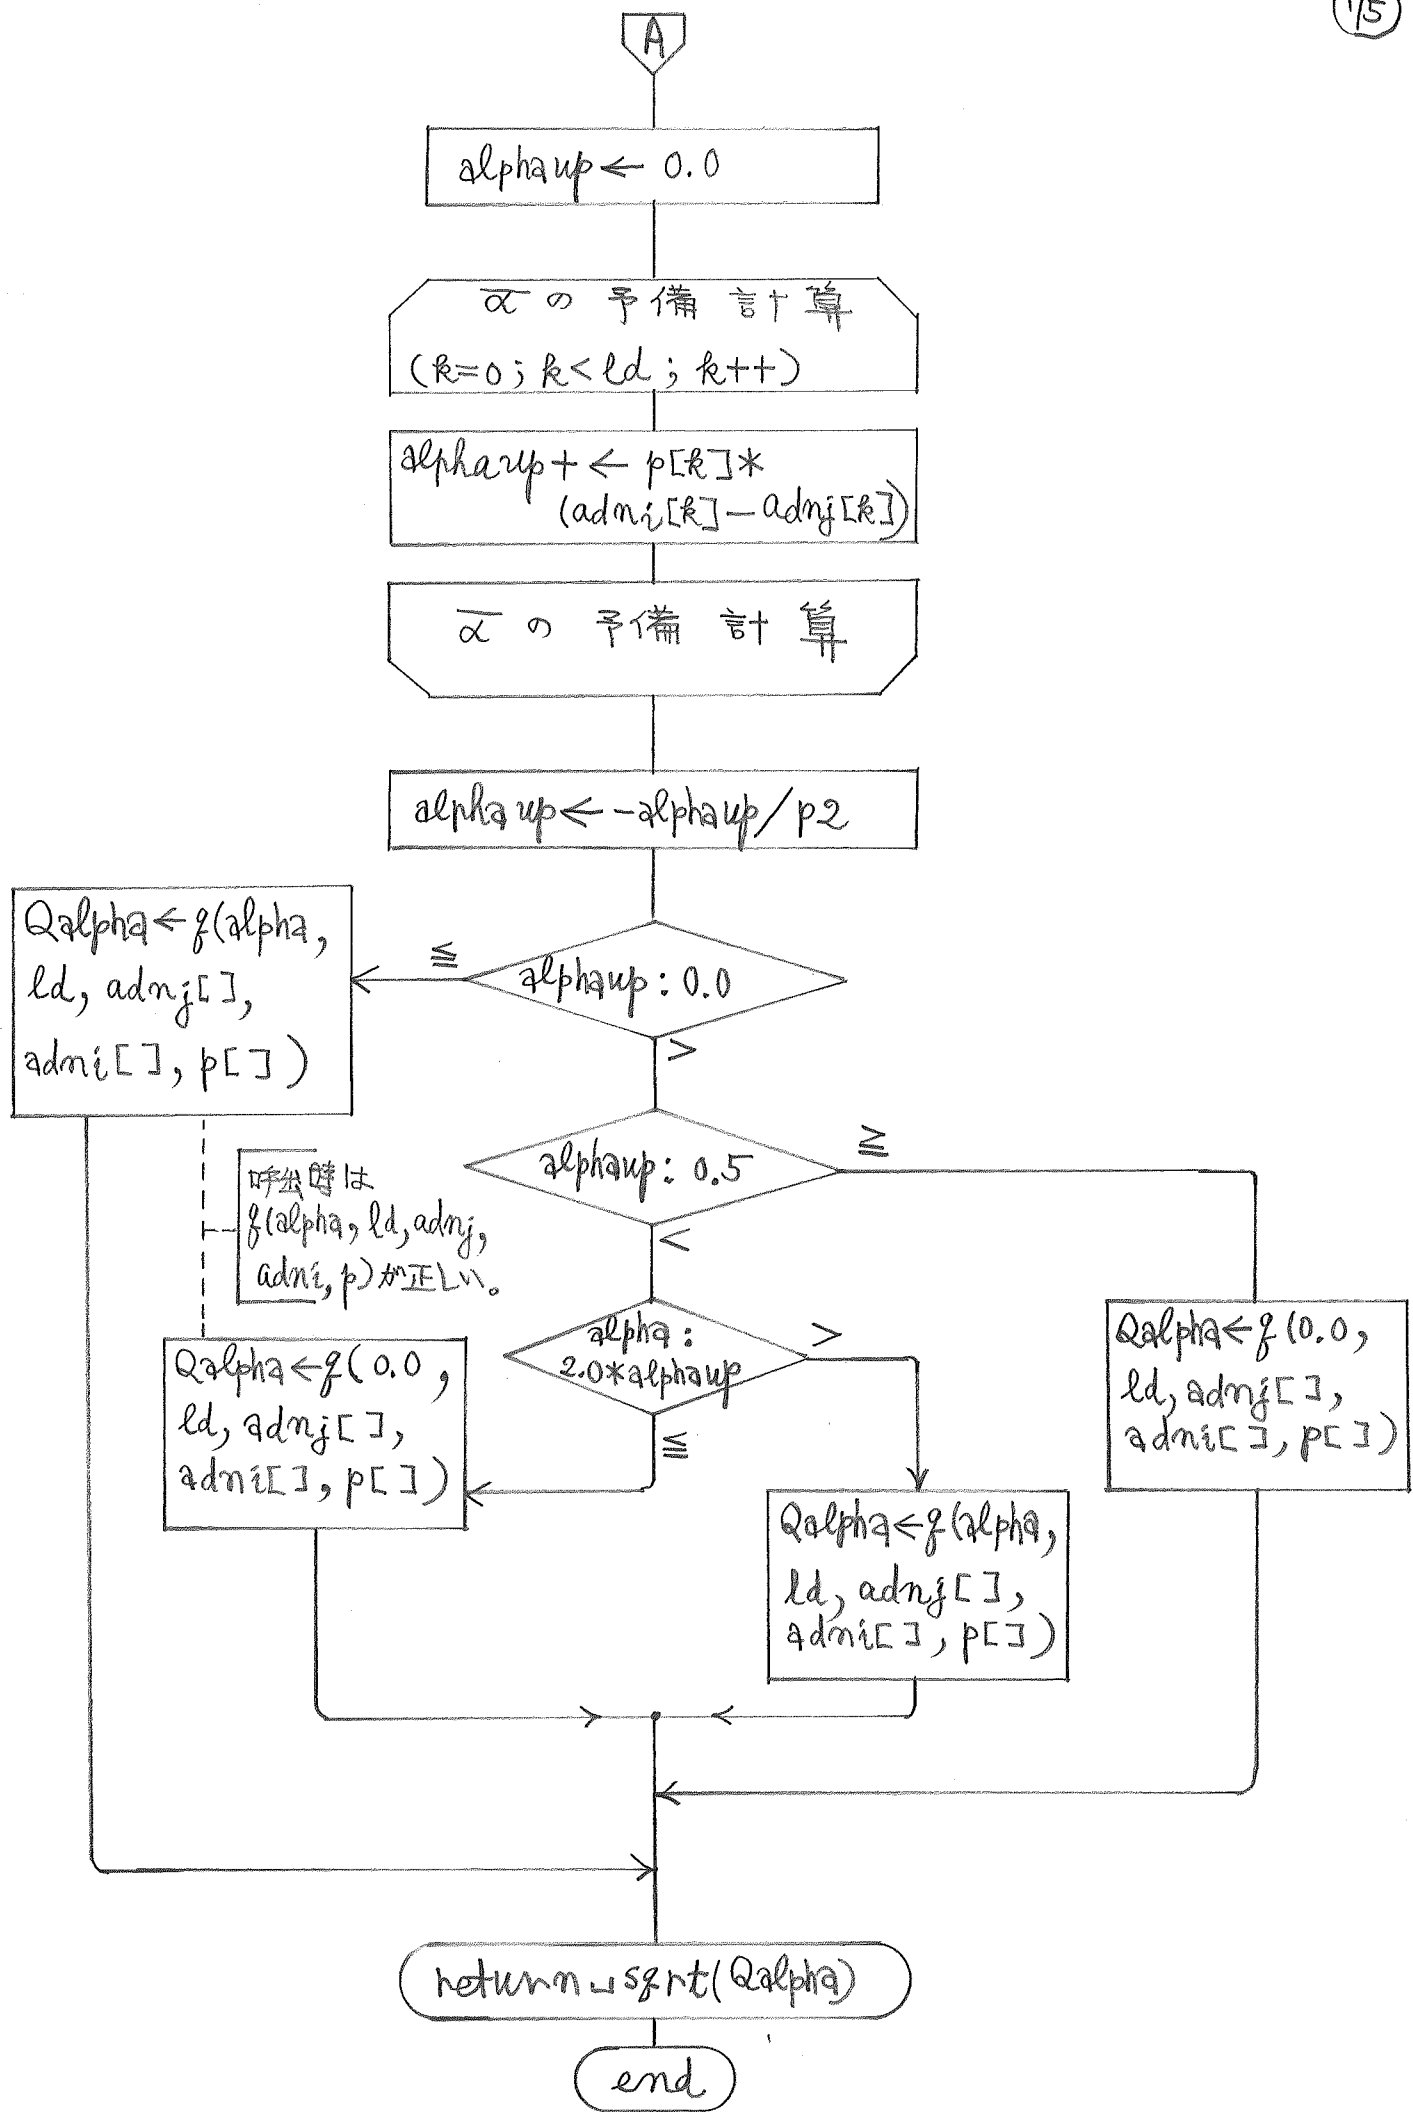 15
A
alphaup ← 0.0
ᾱ の 予備計算
(k=0; k<ld; k++)
alphaup + ← p[k]*
(adni[k]-adnj[k])
ᾱ の 予備計算
alphaup ← -alphaup/p2
alphaup : 0.0
≦
>
Qalpha ← q(alpha,
ld, adnj[],
adni[], p[])
alphaup : 0.5
≧
<
呼出時は
q(alpha, ld, adnj,
adni, p)が正しい。
alpha :
2.0*alphaup
>
≦
Qalpha ← q(0.0,
ld, adnj[],
adni[], p[])
Qalpha ← q(0.0,
ld, adnj[],
adni[], p[])
Qalpha ← q(alpha,
ld, adnj[],
adni[], p[])
return␣sqrt(Qalpha)
end